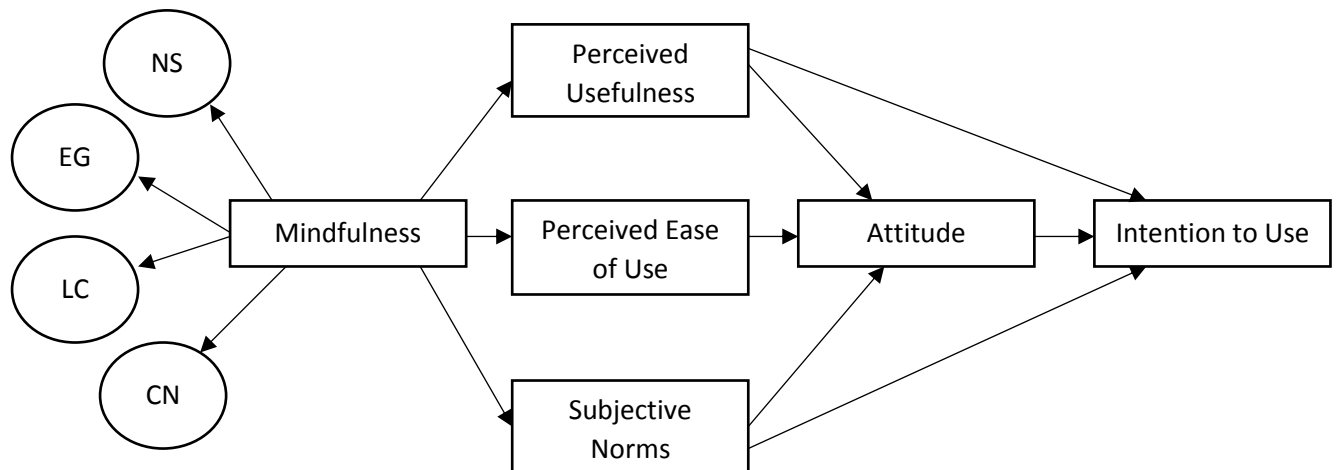 NS
EG
LC
CN
Mindfulness
Perceived
Usefulness
Perceived Ease
of Use
Subjective
Norms
Attitude
Intention to Use